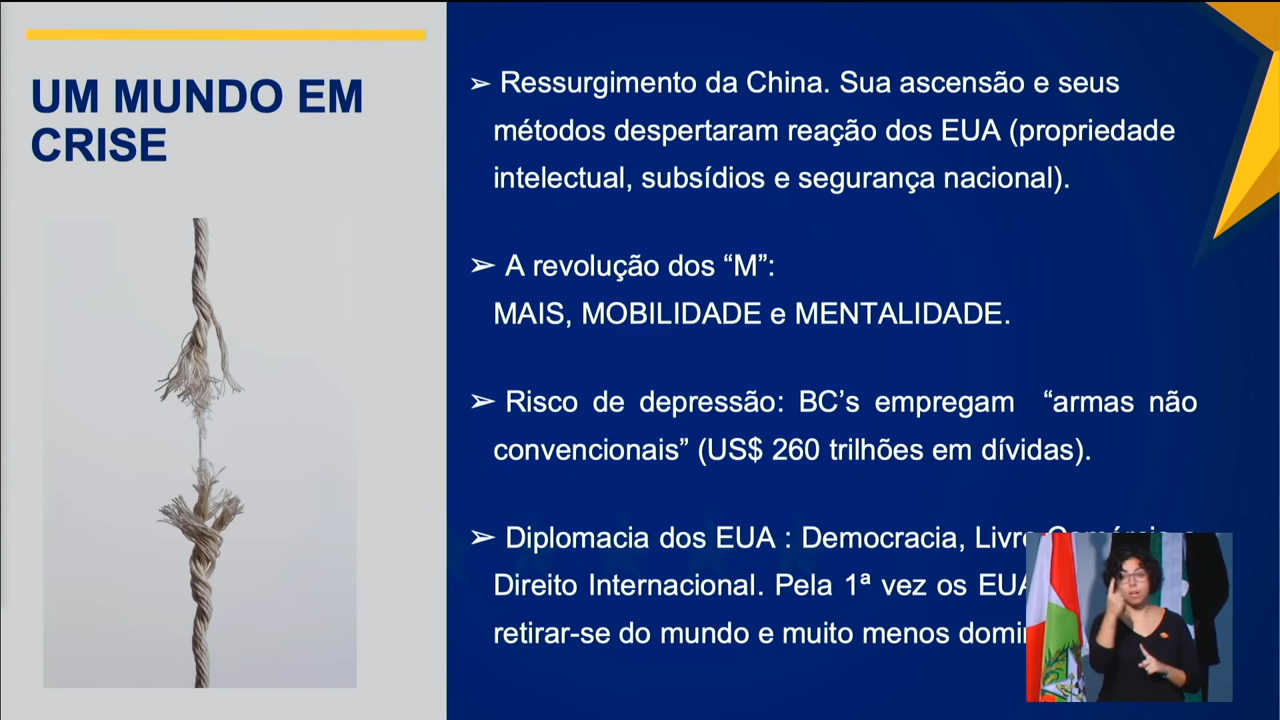 UM MUNDO EM
CRISE
➢ Ressurgimento da China. Sua ascensão e seus
métodos despertaram reação dos EUA (propriedade
intelectual, subsídios e segurança nacional).
➢ A revolução dos “M”:
MAIS, MOBILIDADE e MENTALIDADE.
➢ Risco de depressão: BC’s empregam “armas não
convencionais” (US$ 260 trilhões em dívidas).
➢ Diplomacia dos EUA : Democracia, Livre
Direito Internacional. Pela 1ª vez os EUA
retirar-se do mundo e muito menos